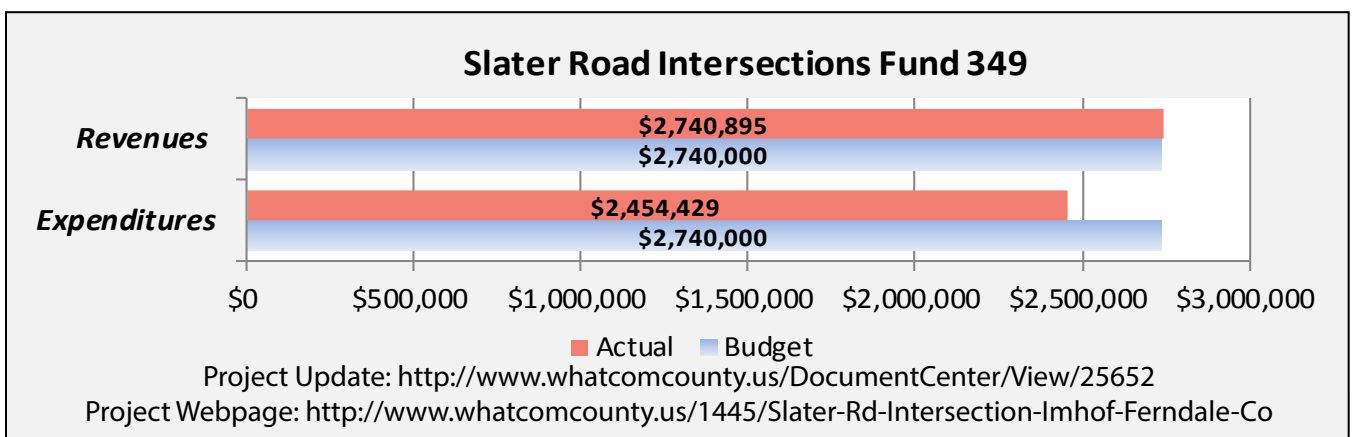 Slater Road Intersections Fund 349
Revenues
$2,740,895
$2,740,000
Expenditures
$2,454,429
$2,740,000
$0 $500,000 $1,000,000 $1,500,000 $2,000,000 $2,500,000 $3,000,000
Actual Budget
Project Update: http://www.whatcomcounty.us/DocumentCenter/View/25652
Project Webpage: http://www.whatcomcounty.us/1445/Slater-Rd-Intersection-Imhof-Ferndale-Co